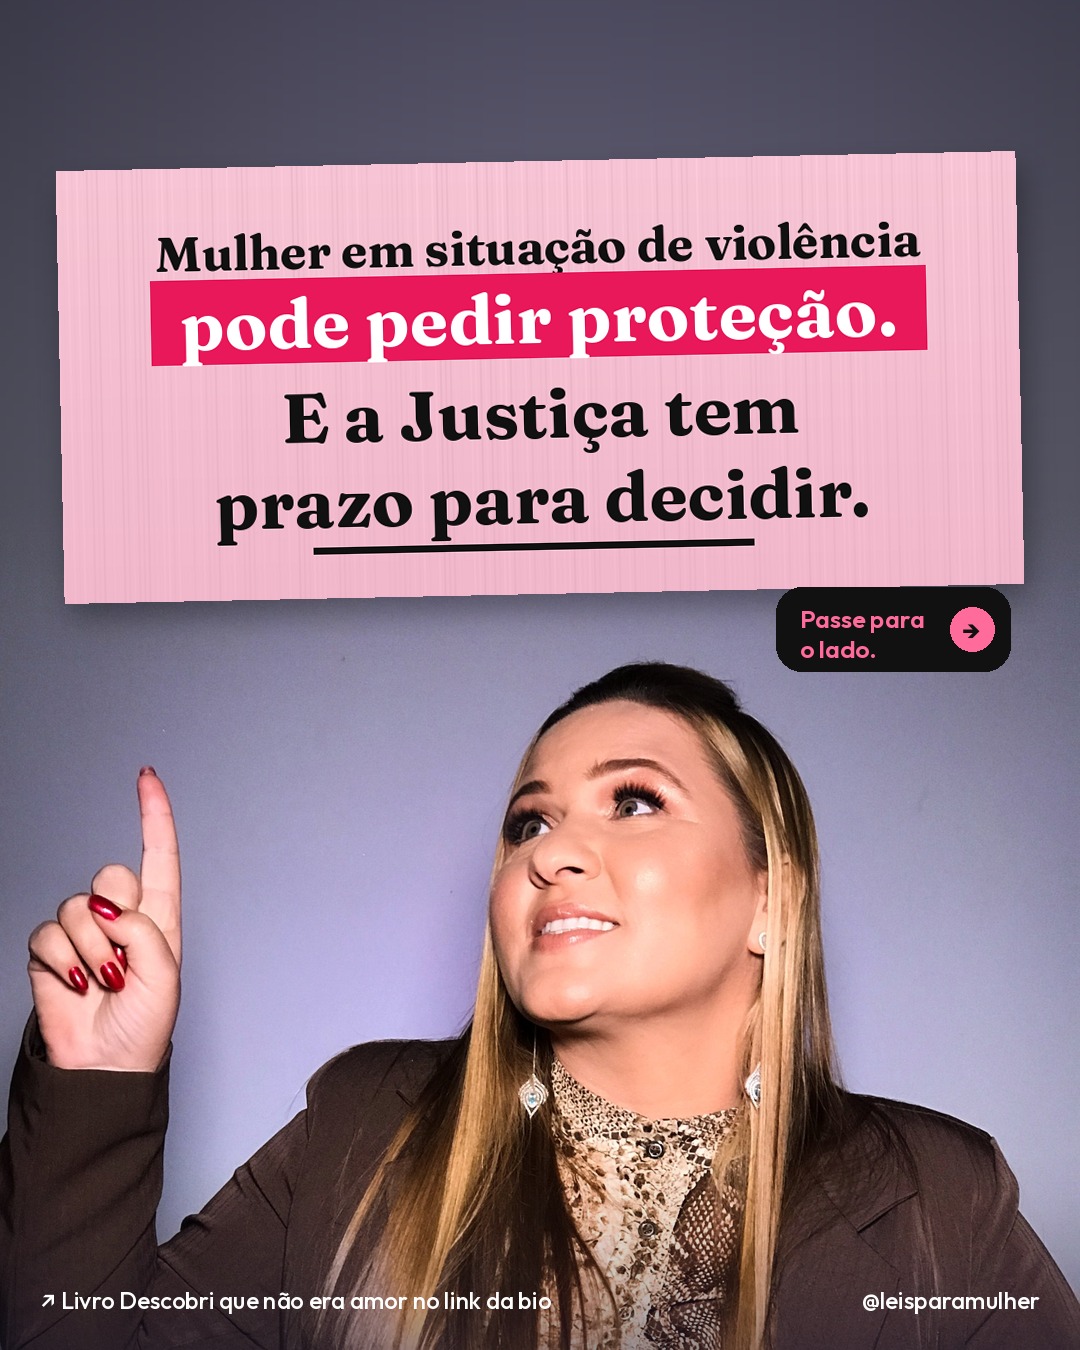 Mulher em situação de violência
pode pedir proteção.
E a Justiça tem
prazo para decidir.
Passe para
o lado.
↗ Livro Descobri que não era amor no link da bio
@leisparamulher